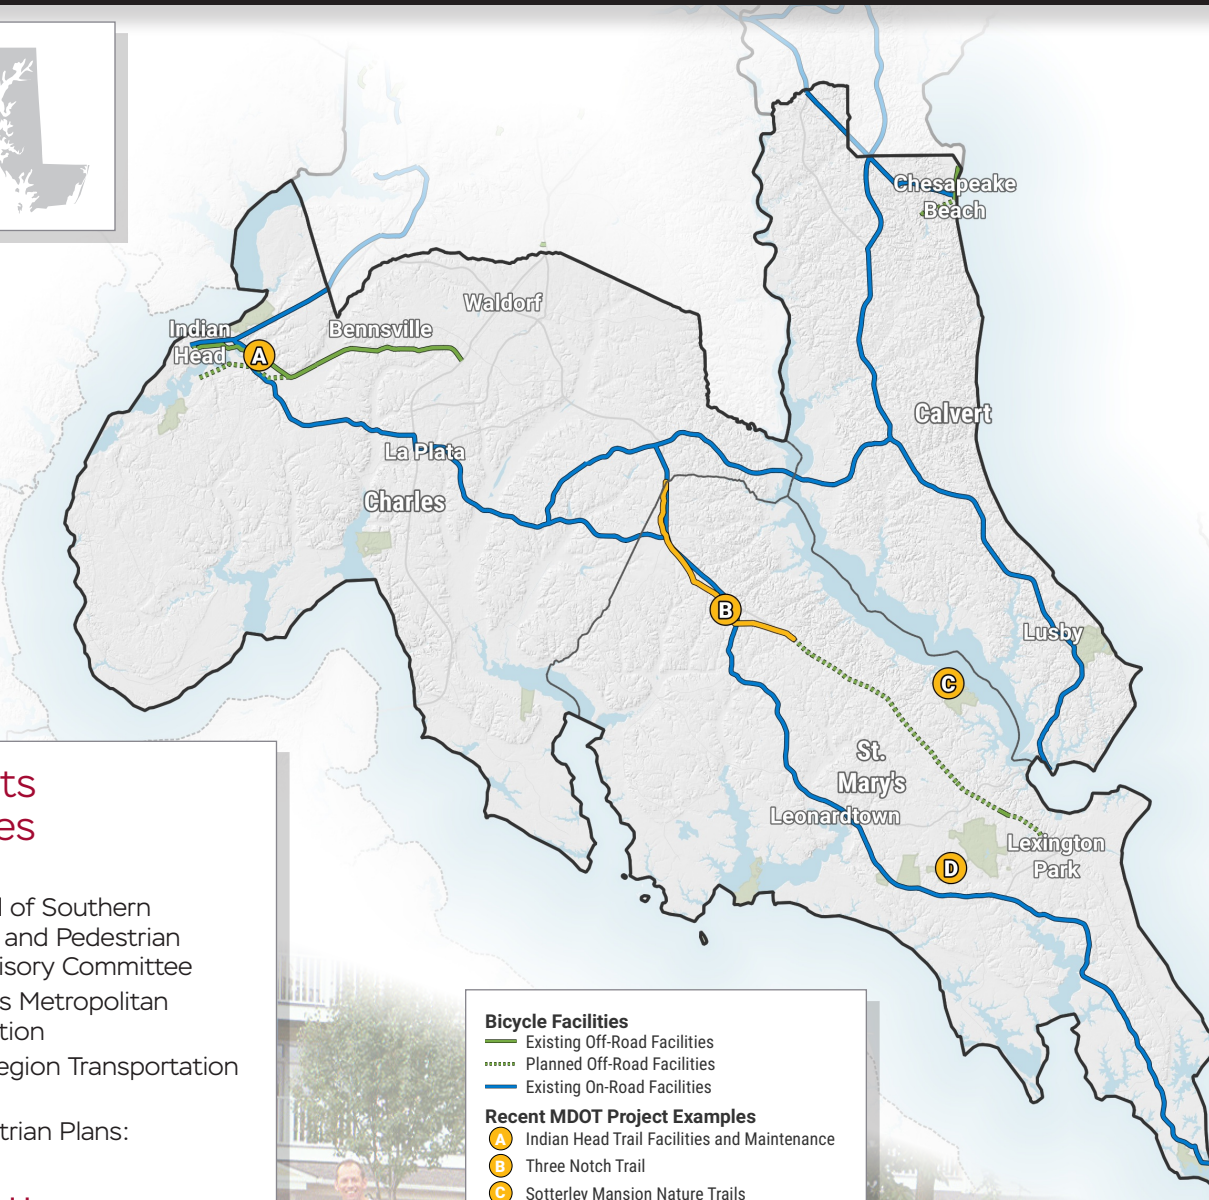 Chesapeake
Beach
Waldorf
Indian
Head
Bennsville
A
Calvert
La Plata
Charles
B
Lusby
C
St.
Mary's
Leonardtown
Lexington
Park
D
ts
es
l of Southern
and Pedestrian
isory Committee
s Metropolitan
tion
egion Transportation
trian Plans:
Bicycle Facilities
Existing Off-Road Facilities
Planned Off-Road Facilities
Existing On-Road Facilities
Recent MDOT Project Examples
A Indian Head Trail Facilities and Maintenance
B Three Notch Trail
C Sotterley Mansion Nature Trails